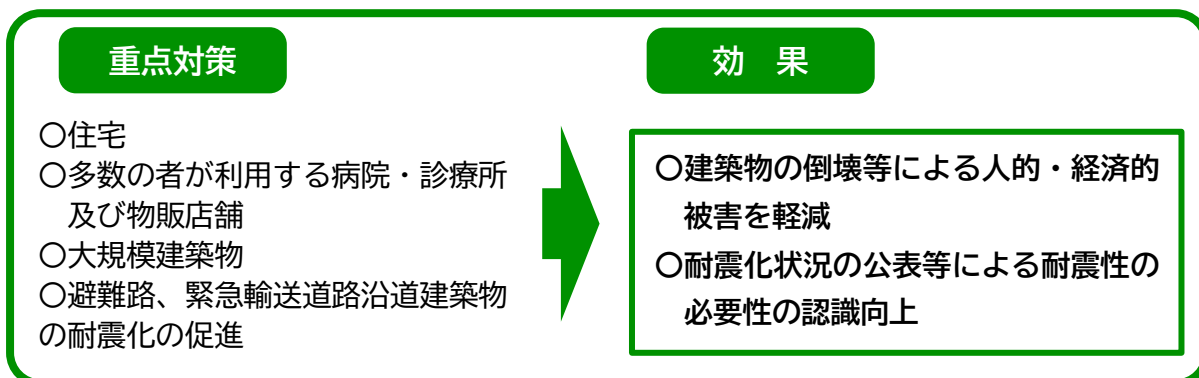 重点対策
〇住宅
〇多数の者が利用する病院・診療所
及び物販店舗
〇大規模建築物
〇避難路、緊急輸送道路沿道建築物
の耐震化の促進
効　果
〇建築物の倒壊等による人的・経済的
被害を軽減
〇耐震化状況の公表等による耐震性の
必要性の認識向上